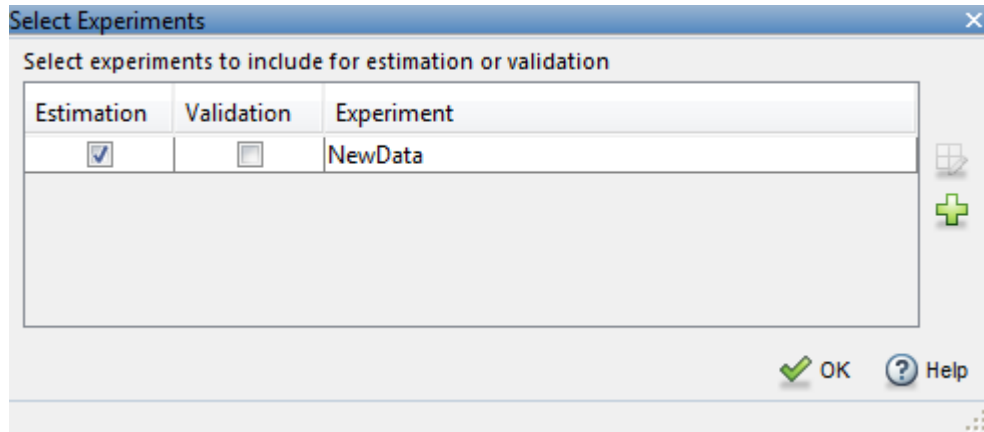 Select Experiments
Select experiments to include for estimation or validation
Estimation Validation Experiment
NewData
OK Help